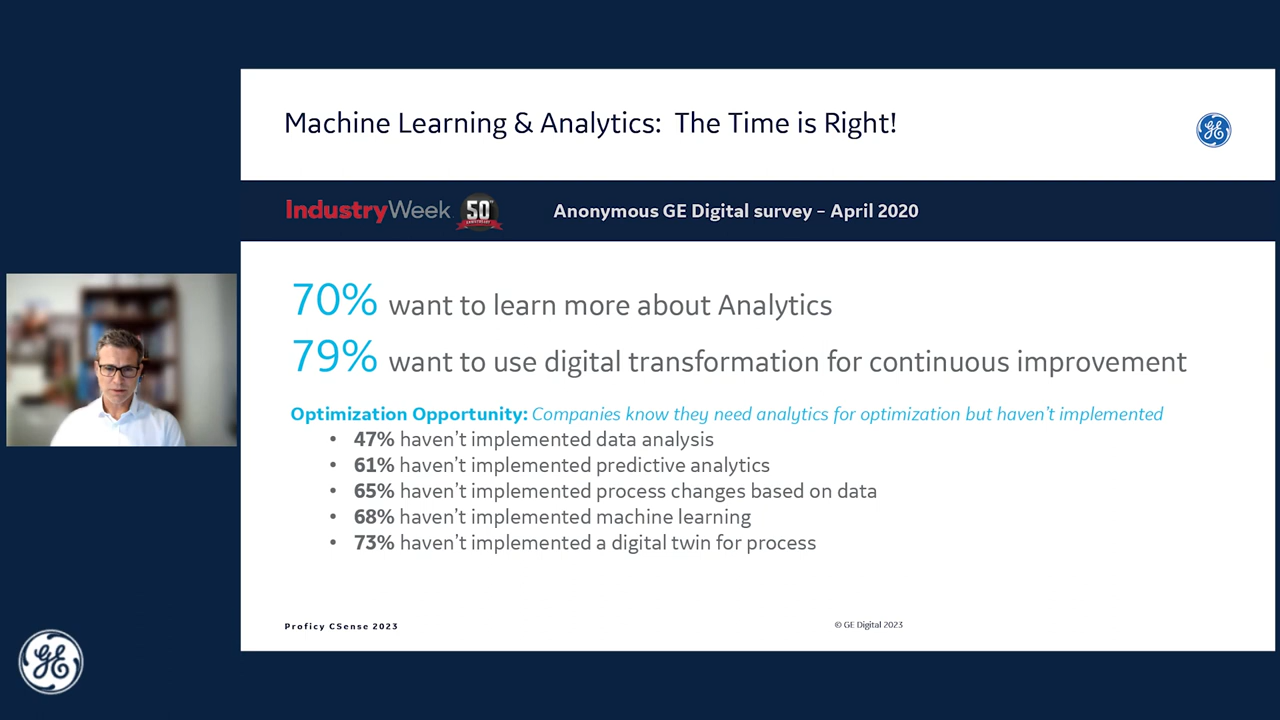 Machine Learning & Analytics: The Time is Right!
IndustryWeek 50TH ANNIVERSARY Anonymous GE Digital survey – April 2020
70% want to learn more about Analytics
79% want to use digital transformation for continuous improvement
Optimization Opportunity: Companies know they need analytics for optimization but haven't implemented
• 47% haven't implemented data analysis
• 61% haven't implemented predictive analytics
• 65% haven't implemented process changes based on data
• 68% haven't implemented machine learning
• 73% haven't implemented a digital twin for process
Proficy CSense 2023 © GE Digital 2023
GE
GE